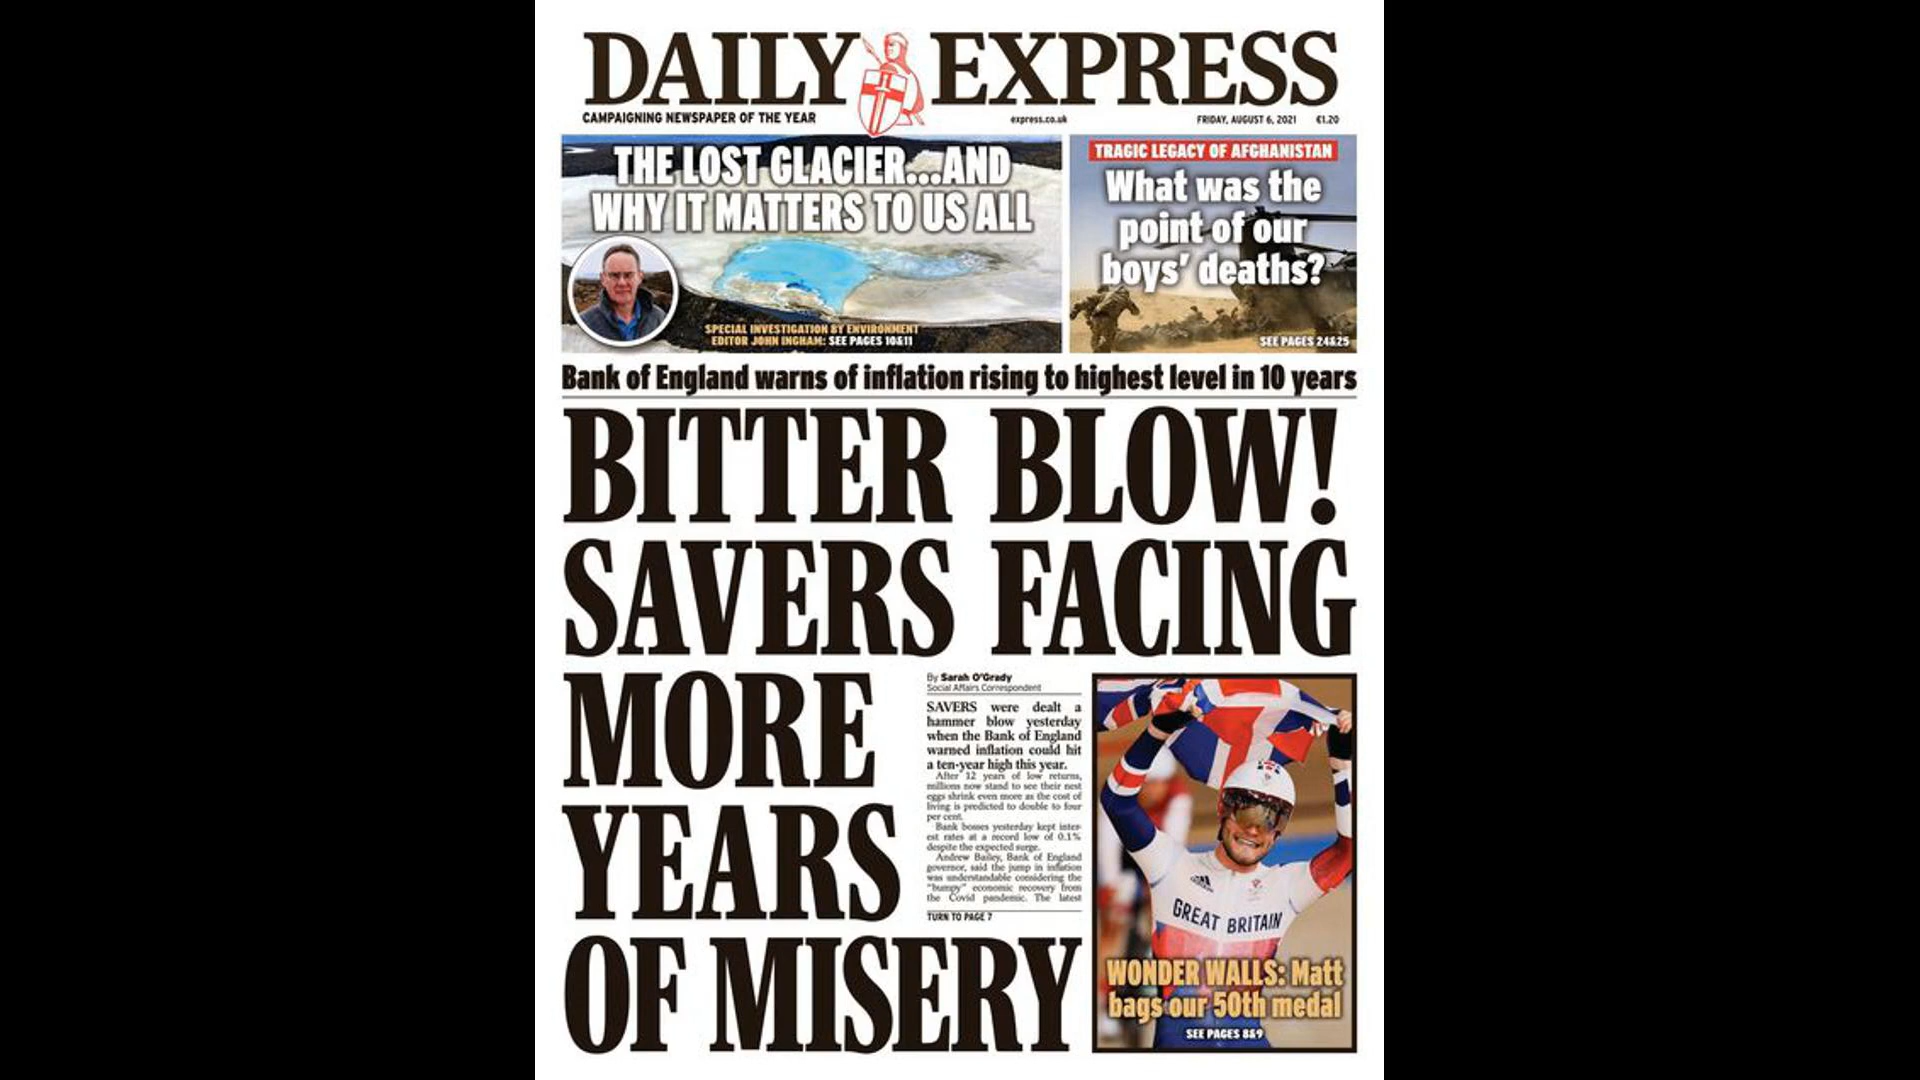 DAILY EXPRESS
CAMPAIGNING NEWSPAPER OF THE YEAR
express.co.uk
FRIDAY, AUGUST 6, 2021 €1.20
THE LOST GLACIER...AND
WHY IT MATTERS TO US ALL
SPECIAL INVESTIGATION BY ENVIRONMENT
EDITOR JOHN INGHAM: SEE PAGES 10&11
TRAGIC LEGACY OF AFGHANISTAN
What was the
point of our
boys' deaths?
SEE PAGES 24&25
Bank of England warns of inflation rising to highest level in 10 years
BITTER BLOW!
SAVERS FACING
MORE
YEARS
OF MISERY
By Sarah O'Grady
Social Affairs Correspondent
SAVERS were dealt a
hammer blow yesterday
when the Bank of England
warned inflation could hit
a ten-year high this year.
After 12 years of low returns,
millions now stand to see their nest
eggs shrink even more as the cost of
living is predicted to double to four
per cent.
Bank bosses yesterday kept inter-
est rates at a record low of 0.1%
despite the expected surge.
Andrew Bailey, Bank of England
governor, said the jump in inflation
was understandable considering the
"bumpy" economic recovery from
the Covid pandemic. The latest
TURN TO PAGE 7
adidas
GREAT BRITAIN
WONDER WALLS: Matt
bags our 50th medal
SEE PAGES 8&9